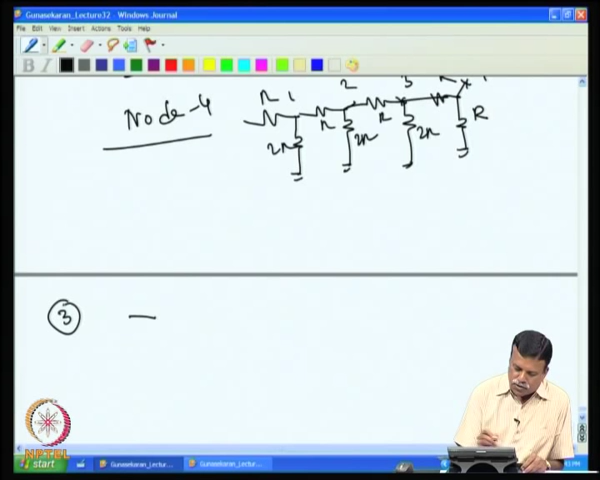 Gunasekaran_Lecture32 - Windows Journal
File Edit View Insert Actions Tools Help
B I
R 1 2 3
Node-4
R R
2R 2R 2R R
3 —
NPTEL
start Gunasekaran_Lectur... Gunasekaran_Lectur...